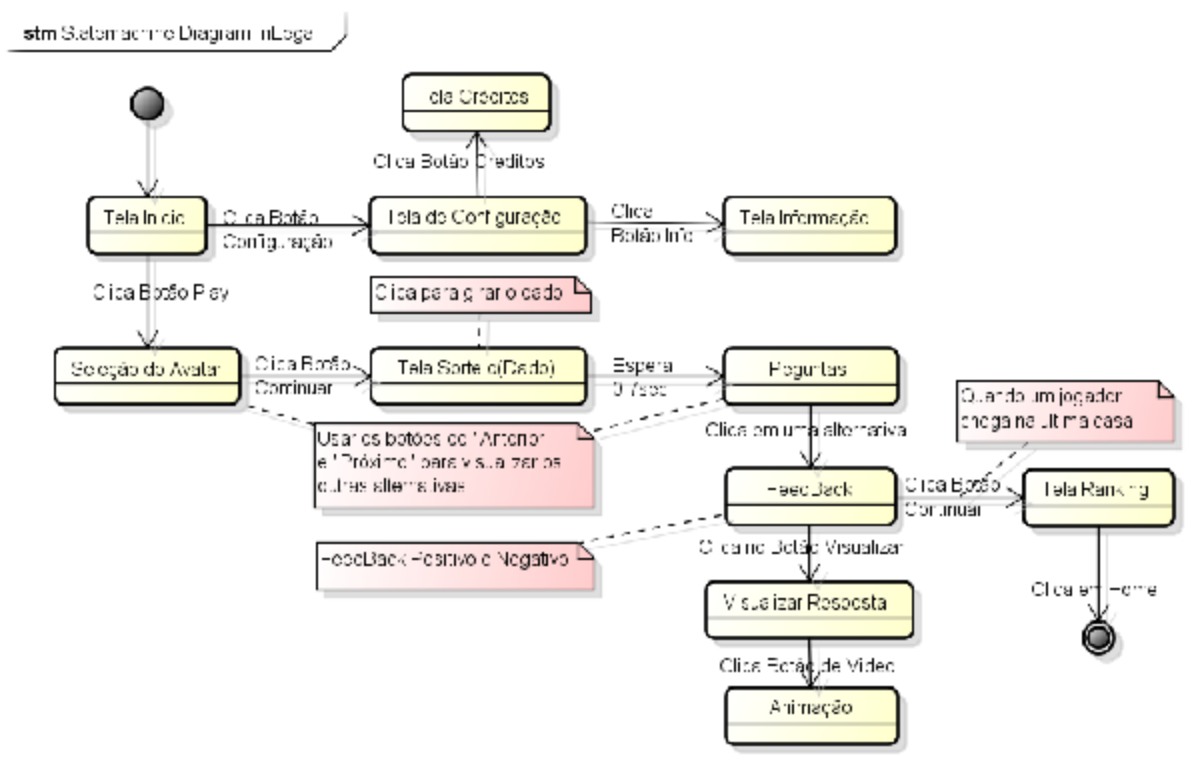 stm Statemachine Diagram
Tela Créditos
Clica Botão Creditos
Tela Inicio
Clica Botão
Configuração
Tela de Configuração
Clica
Botão Info
Tela Informação
Clica Botão Play
Clica para girar o dado
Seleção do Avatar
Clica Botão
Continuar
Tela Sorteio(Dado)
Espera
Peguntas
Quando um jogador
chega na ultima casa
Usar os botões de "Anterior"
e "Próximo" para visualizar os
outras alternativas
Clica em uma alternativa
FeedBack
Clica Botão
Continuar
Tela Ranking
FeedBack Positivo e Negativo
Clica no Botão Visualizar
Visualizar Resposta
Clica em Home
Clica Botão de Video
Animação